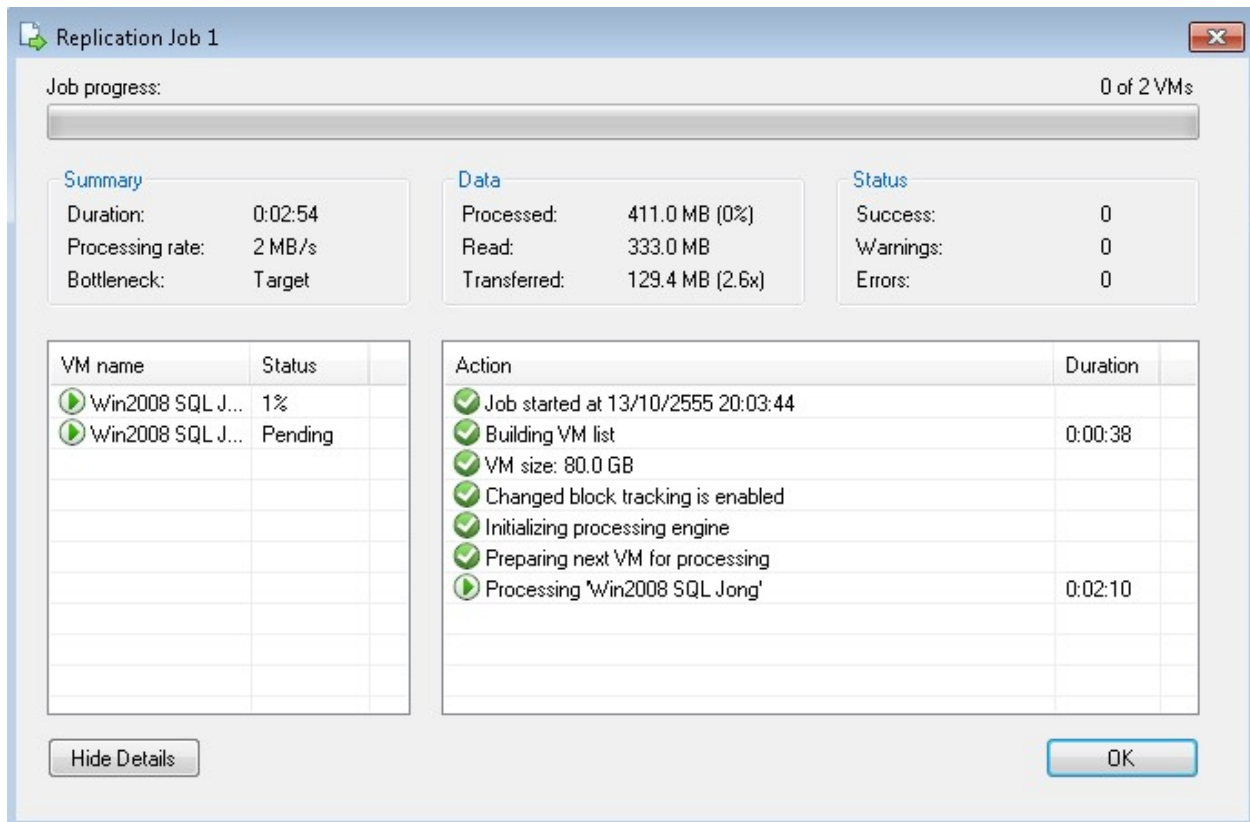 Replication Job 1
Job progress: 0 of 2 VMs
Summary
Duration: 0:02:54
Processing rate: 2 MB/s
Bottleneck: Target
Data
Processed: 411.0 MB (0%)
Read: 333.0 MB
Transferred: 129.4 MB (2.6x)
Status
Success: 0
Warnings: 0
Errors: 0
VM name Status
Win2008 SQL J... 1%
Win2008 SQL J... Pending
Action Duration
Job started at 13/10/2555 20:03:44
Building VM list 0:00:38
VM size: 80.0 GB
Changed block tracking is enabled
Initializing processing engine
Preparing next VM for processing
Processing 'Win2008 SQL Jong' 0:02:10
Hide Details
OK